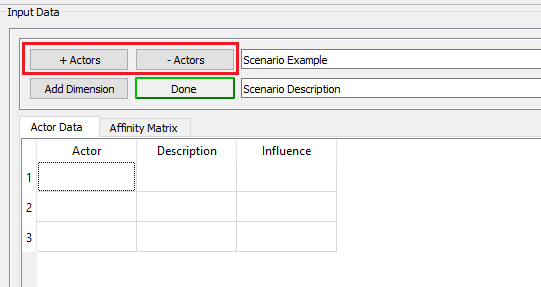 Input Data
+ Actors - Actors Scenario Example
Add Dimension Done Scenario Description
Actor Data Affinity Matrix
Actor Description Influence
1
2
3